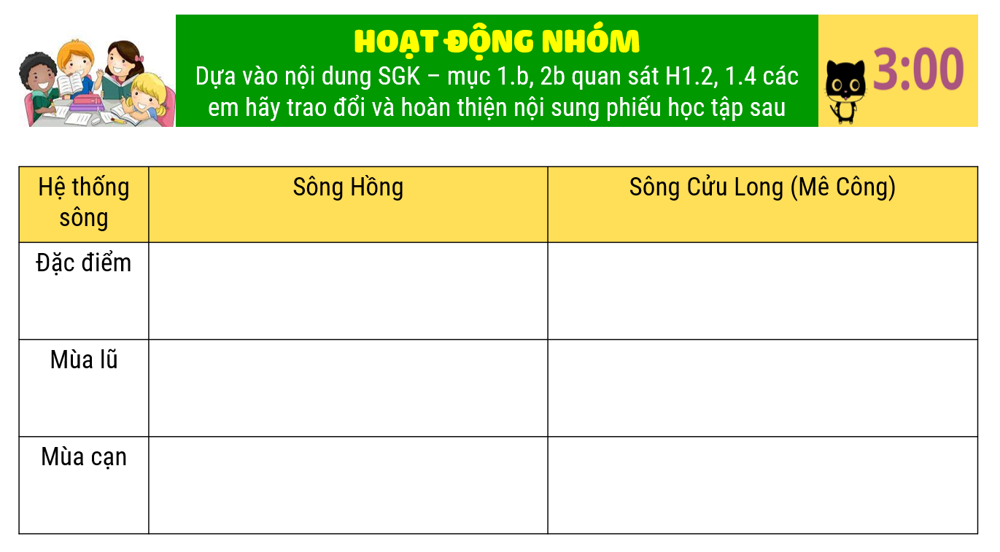 HOẠT ĐỘNG NHÓM
Dựa vào nội dung SGK – mục 1.b, 2b quan sát H1.2, 1.4 các
em hãy trao đổi và hoàn thiện nội sung phiếu học tập sau
3:00
Hệ thống
sông
Sông Hồng
Sông Cửu Long (Mê Công)
Đặc điểm
Mùa lũ
Mùa cạn